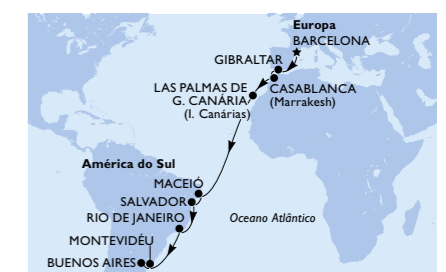 Europa
BARCELONA
GIBRALTAR
LAS PALMAS DE
G. CANÁRIA
(I. Canárias)
CASABLANCA
(Marrakesh)
América do Sul
MACEIÓ
SALVADOR
RIO DE JANEIRO
Oceano Atlântico
MONTEVIDÉU
BUENOS AIRES